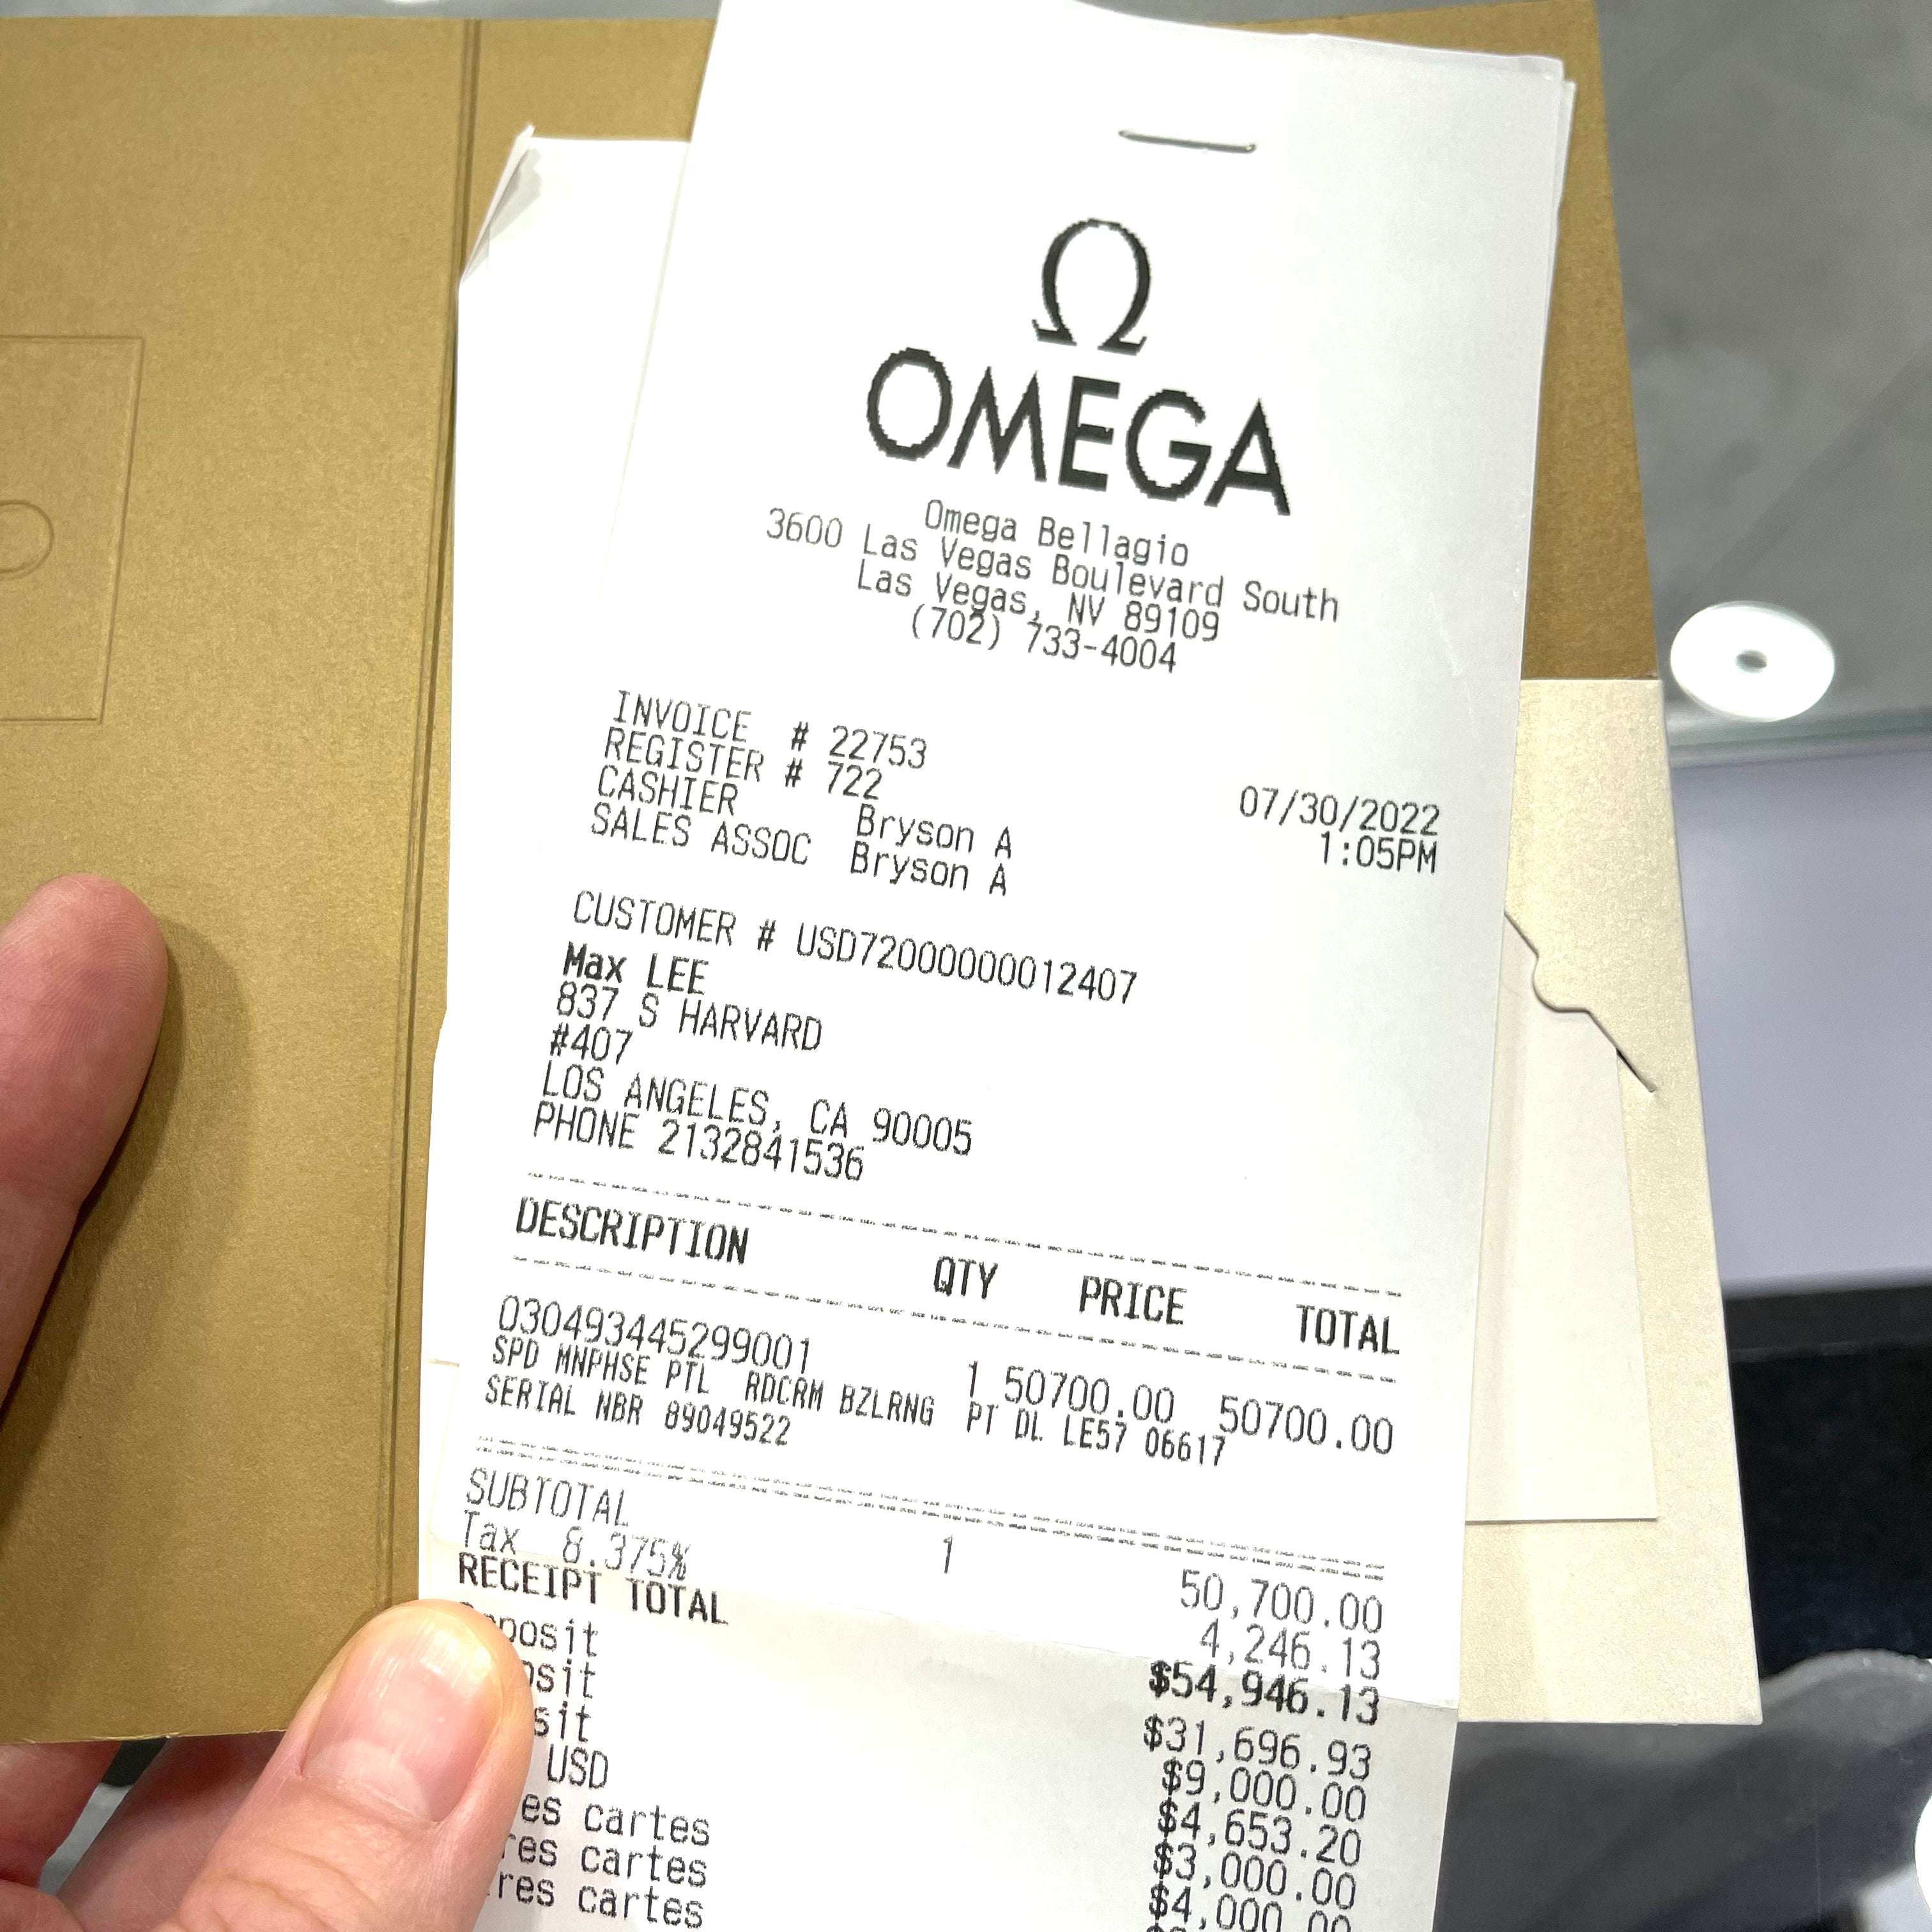 Ω
OMEGA
Omega Bellagio
3600 Las Vegas Boulevard South
Las Vegas, NV 89109
(702) 733-4004
INVOICE # 22753
REGISTER # 722 07/30/2022
CASHIER Bryson A 1:05PM
SALES ASSOC Bryson A
CUSTOMER # USD72000000012407
Max LEE
837 S HARVARD
#407
LOS ANGELES, CA 90005
PHONE 2132841536
DESCRIPTION QTY PRICE TOTAL
030493445299001 1 50700.00 50700.00
SPD MNPHSE PTL RDCRM BZLRNG PT DL LE57 06617
SERIAL NBR 89049522
SUBTOTAL 1 50,700.00
Tax 8.375% 4,246.13
RECEIPT TOTAL $54,946.13
posit $31,696.93
sit $9,000.00
sit $4,653.20
USD $3,000.00
es cartes $4,000.00
res cartes
res cartes